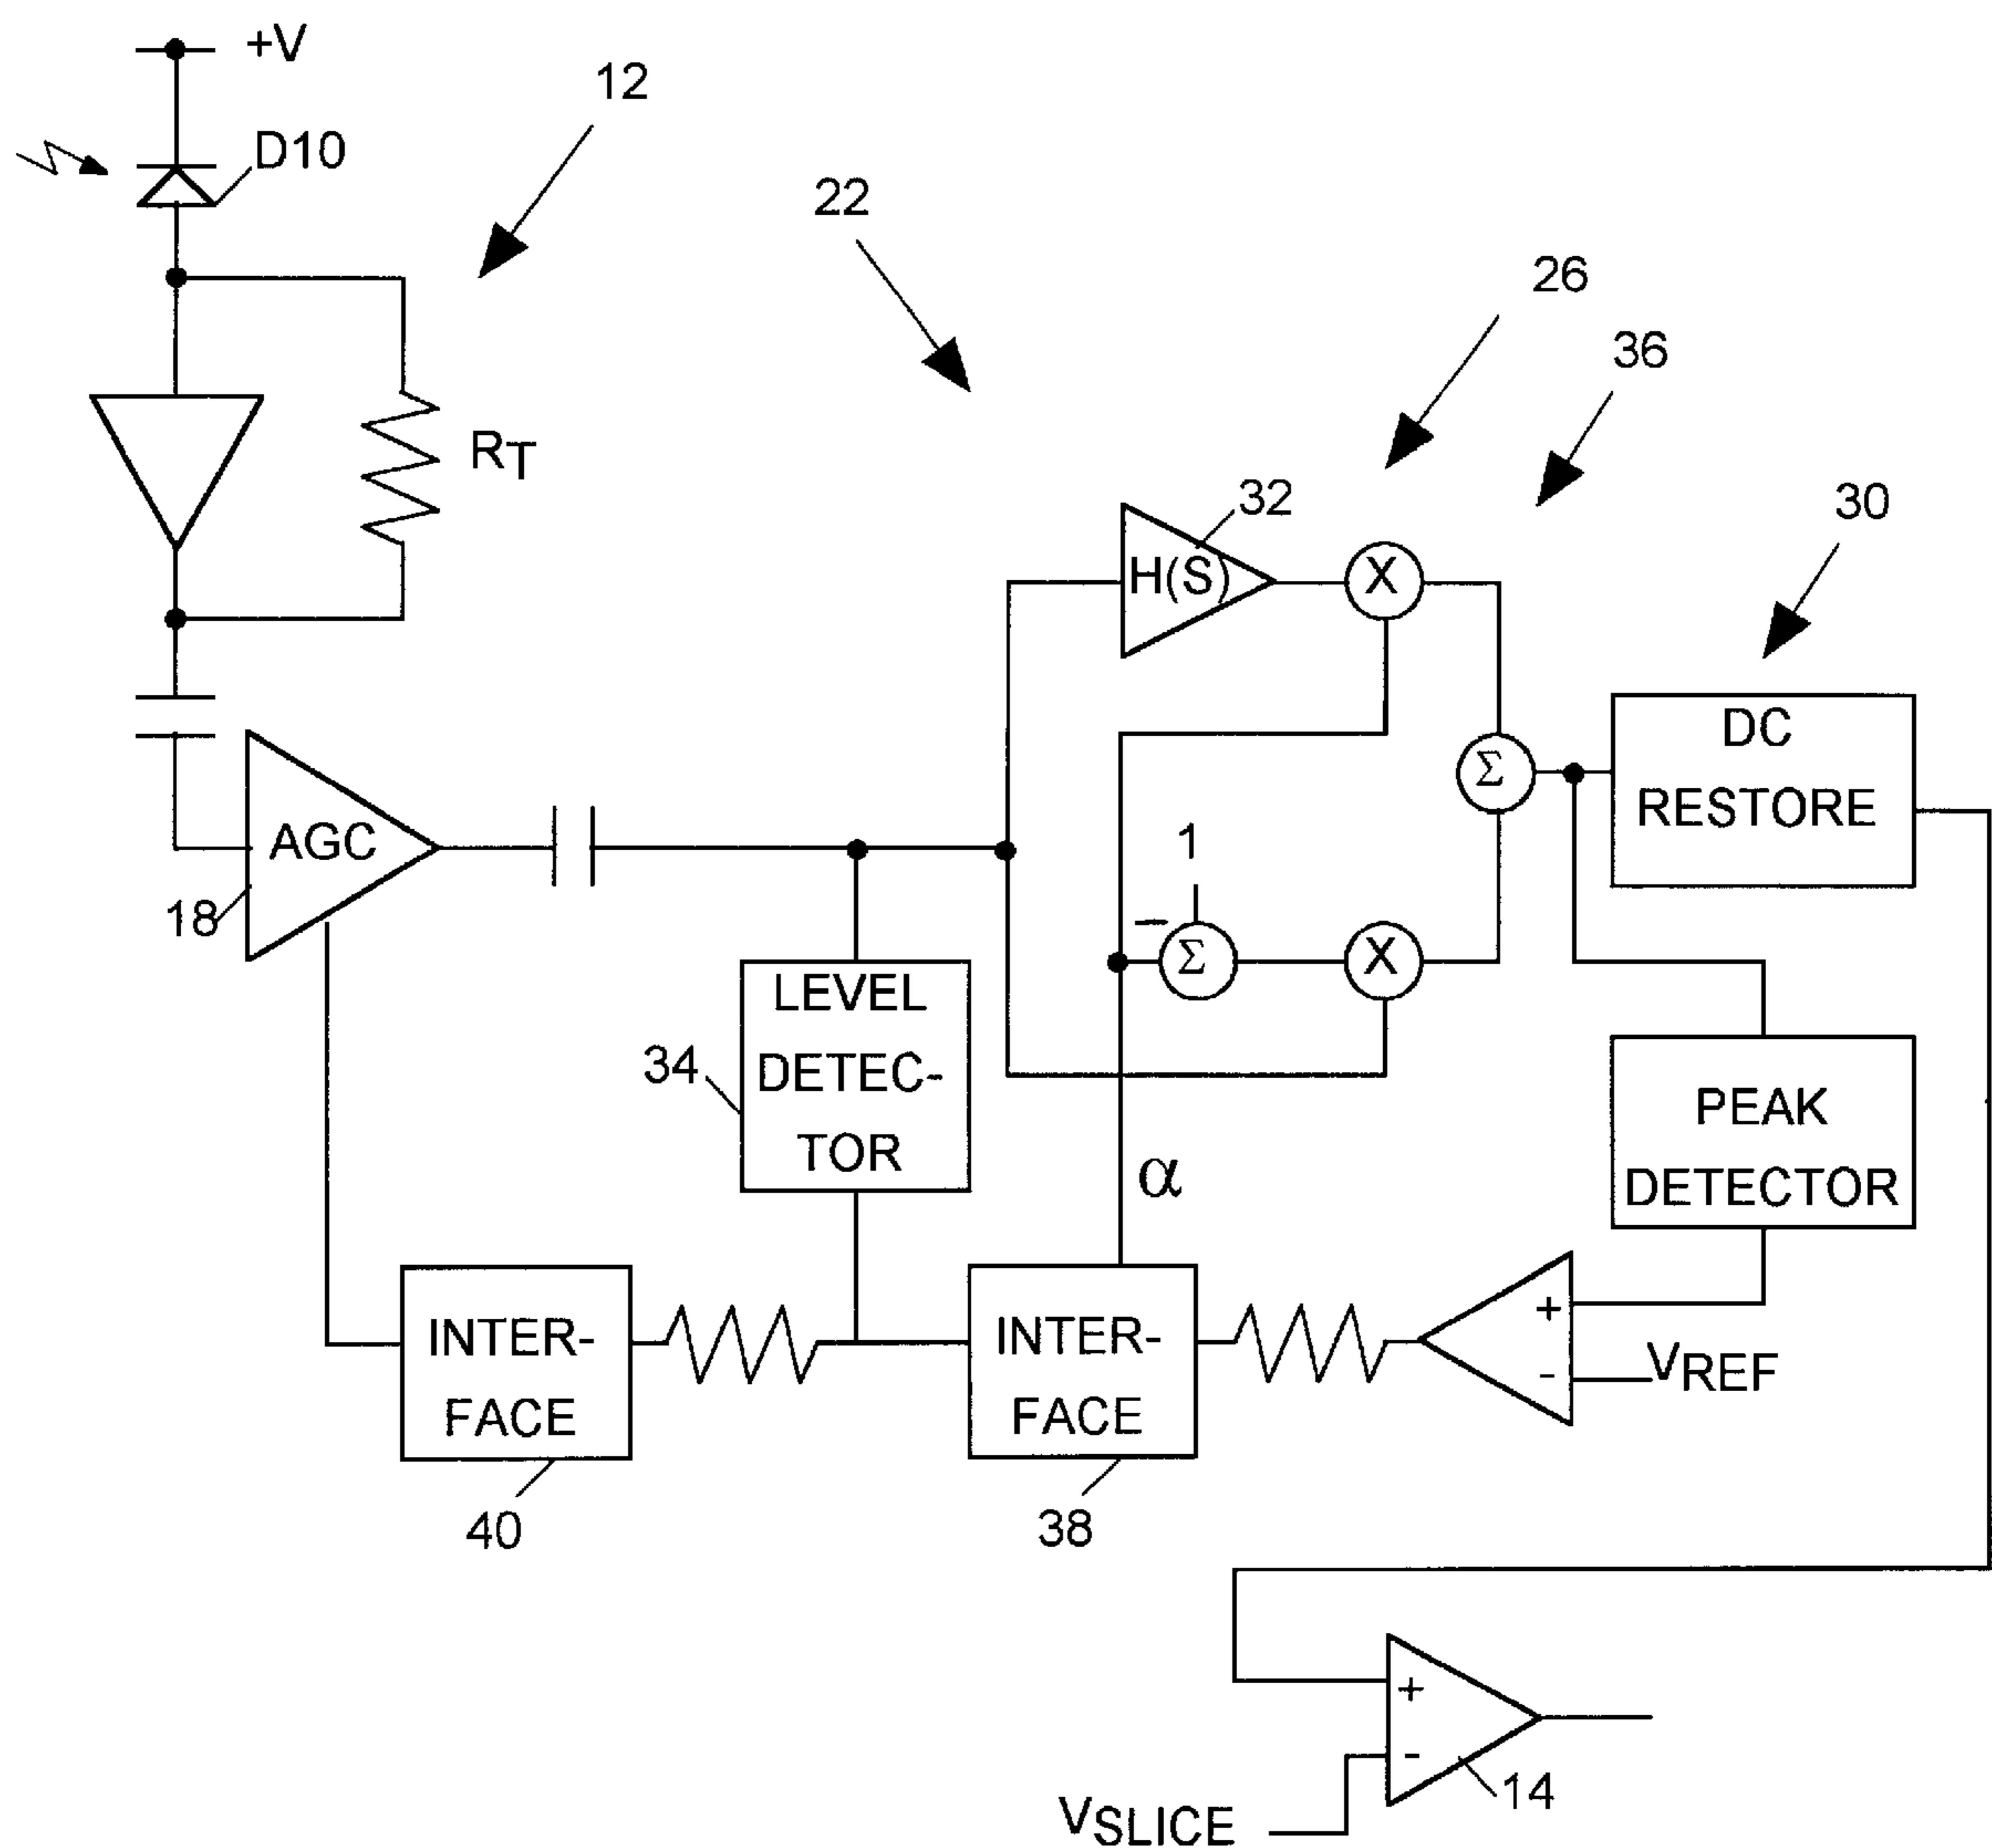 +V
12
D10
22
26
36
RT
32
30
H(S)
X
DC
RESTORE
Σ
1
AGC
18
−
Σ
X
LEVEL
DETEC-
TOR
34
PEAK
DETECTOR
α
INTER-
FACE
INTER-
FACE
+
-
VREF
40
38
+
-
14
VSLICE